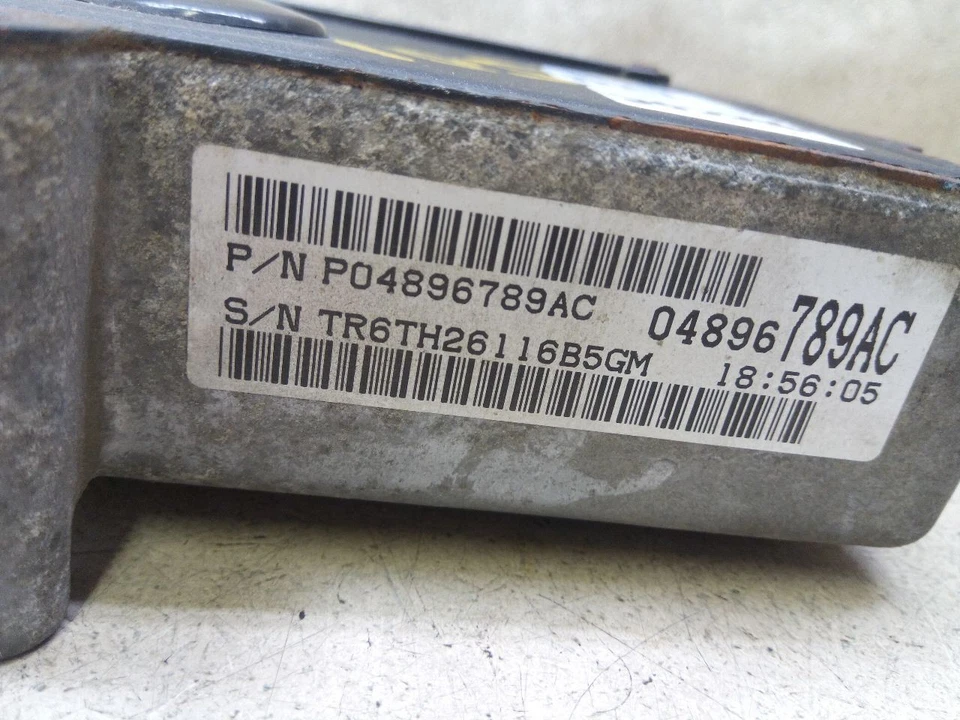 P/N P04896789AC
04896789AC
S/N TR6TH26116B5GM
18:56:05